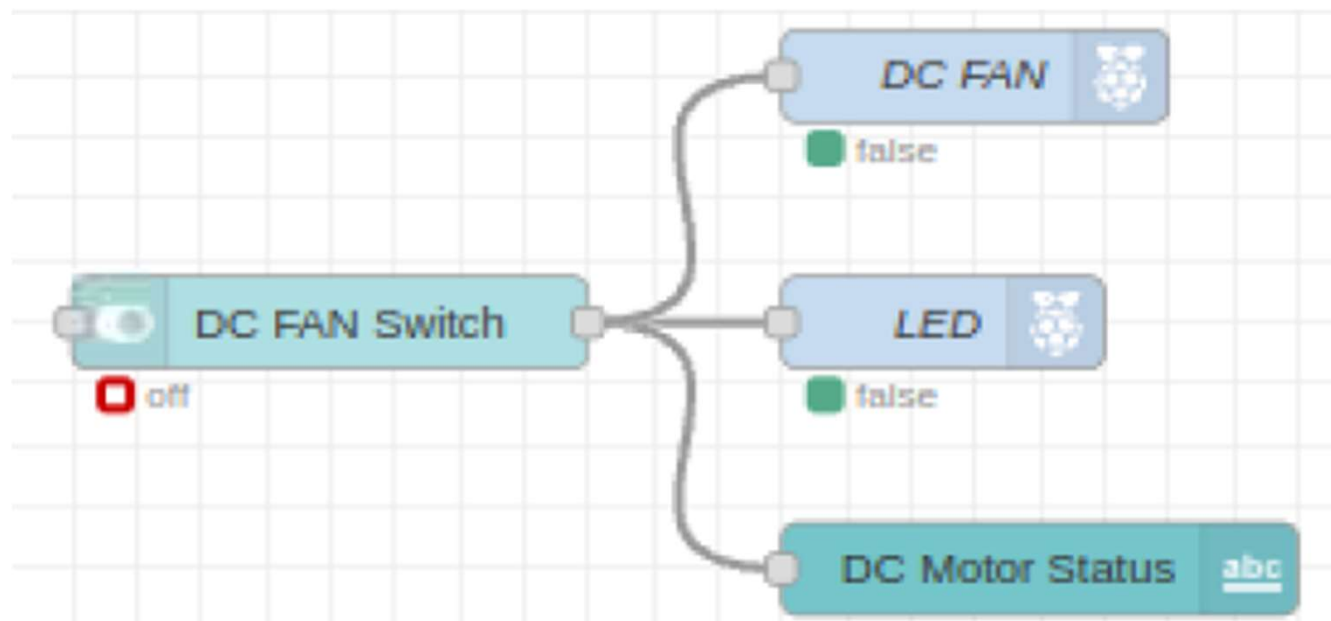 DC FAN
false
DC FAN Switch
off
LED
false
DC Motor Status
abc